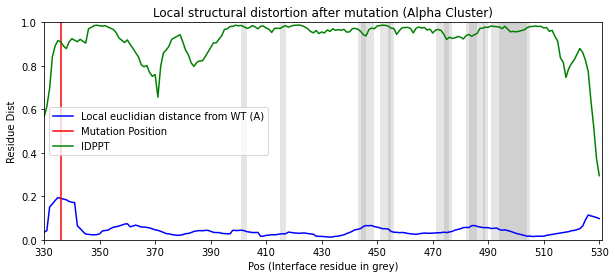 Local structural distortion after mutation (Alpha Cluster)
Residue Dist
1.0
0.8
0.6
0.4
0.2
0.0
Local euclidian distance from WT (A)
Mutation Position
IDPPT
330 350 370 390 410 430 450 470 490 510 530
Pos (Interface residue in grey)